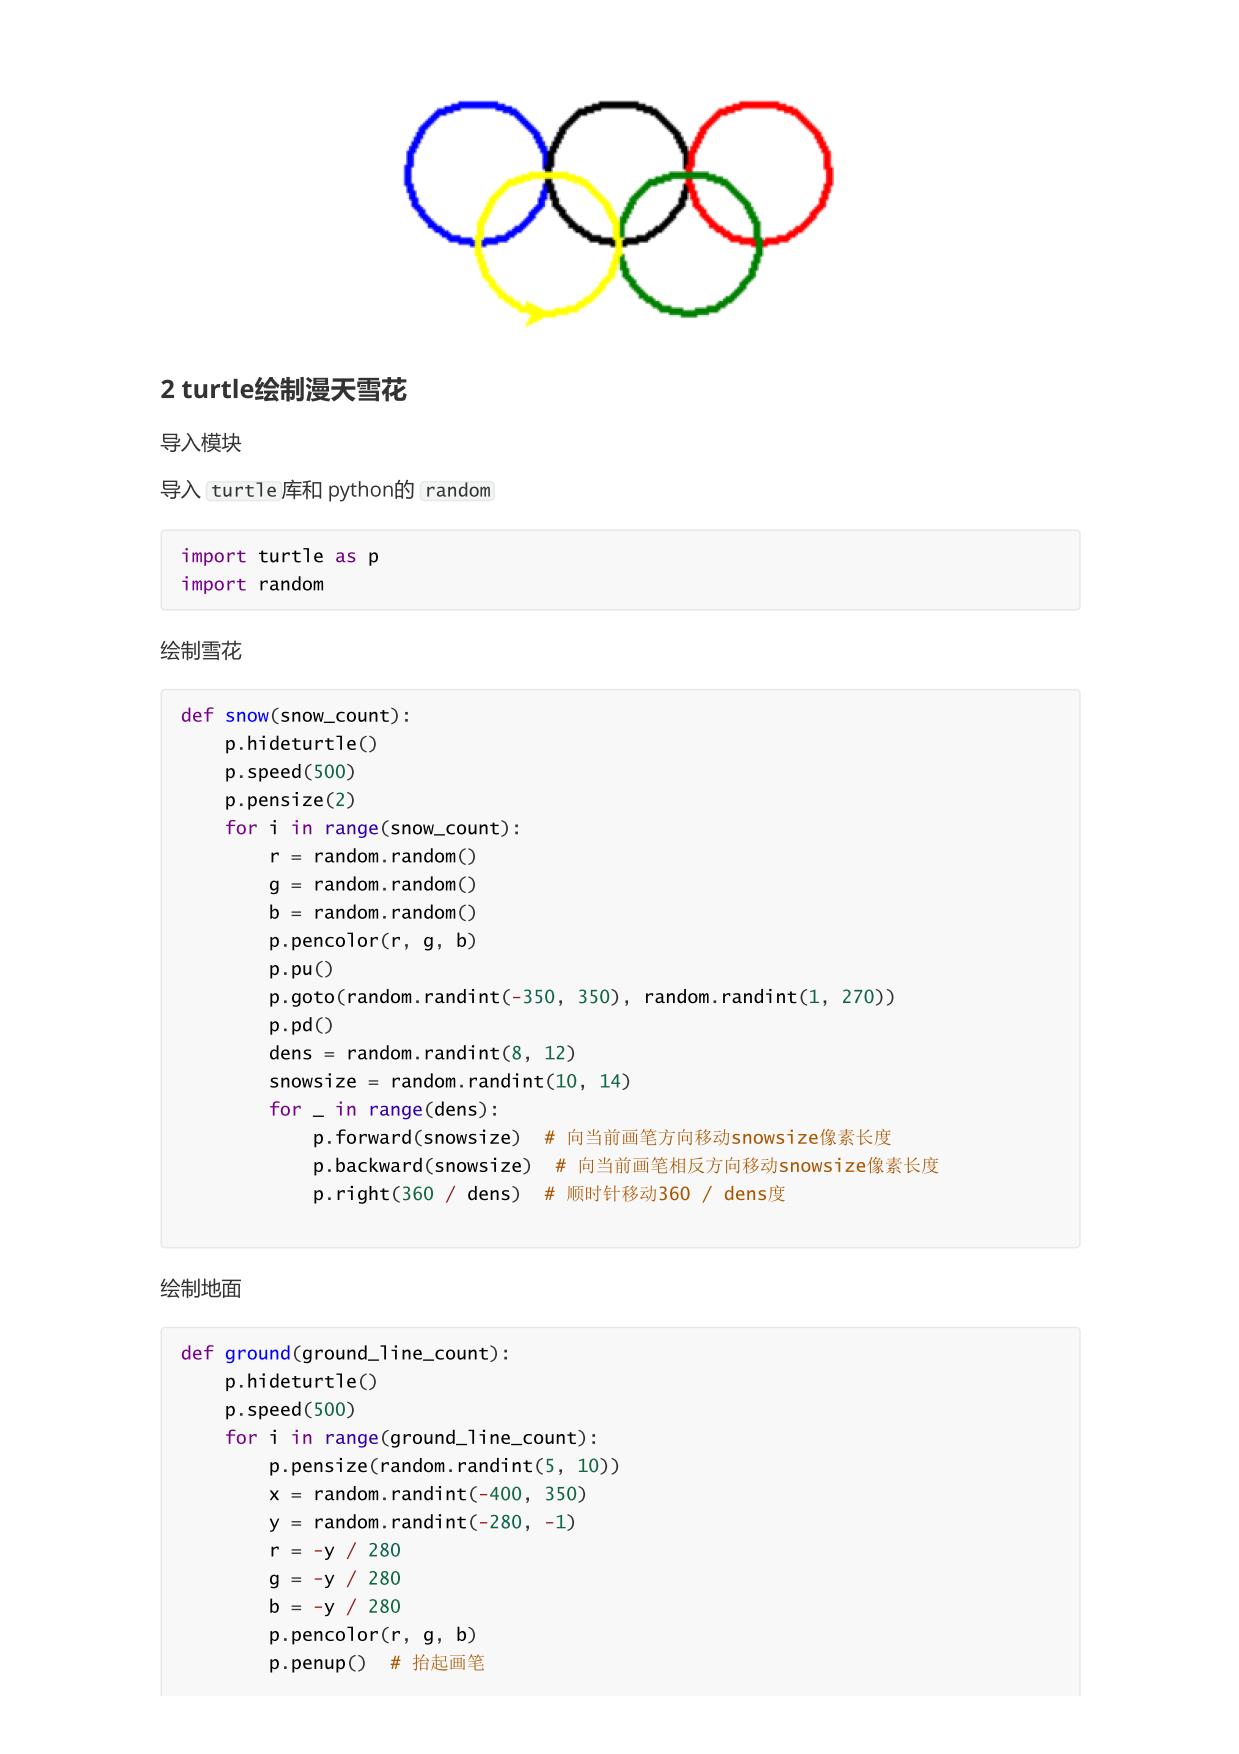 2 turtle绘制漫天雪花
导入模块
导入 turtle库和 python的 random
import turtle as p
import random
绘制雪花
def snow(snow_count):
    p.hideturtle()
    p.speed(500)
    p.pensize(2)
    for i in range(snow_count):
        r = random.random()
        g = random.random()
        b = random.random()
        p.pencolor(r, g, b)
        p.pu()
        p.goto(random.randint(-350, 350), random.randint(1, 270))
        p.pd()
        dens = random.randint(8, 12)
        snowsize = random.randint(10, 14)
        for _ in range(dens):
            p.forward(snowsize)  # 向当前画笔方向移动snowsize像素长度
            p.backward(snowsize)  # 向当前画笔相反方向移动snowsize像素长度
            p.right(360 / dens)  # 顺时针移动360 / dens度
绘制地面
def ground(ground_line_count):
    p.hideturtle()
    p.speed(500)
    for i in range(ground_line_count):
        p.pensize(random.randint(5, 10))
        x = random.randint(-400, 350)
        y = random.randint(-280, -1)
        r = -y / 280
        g = -y / 280
        b = -y / 280
        p.pencolor(r, g, b)
        p.penup()  # 抬起画笔